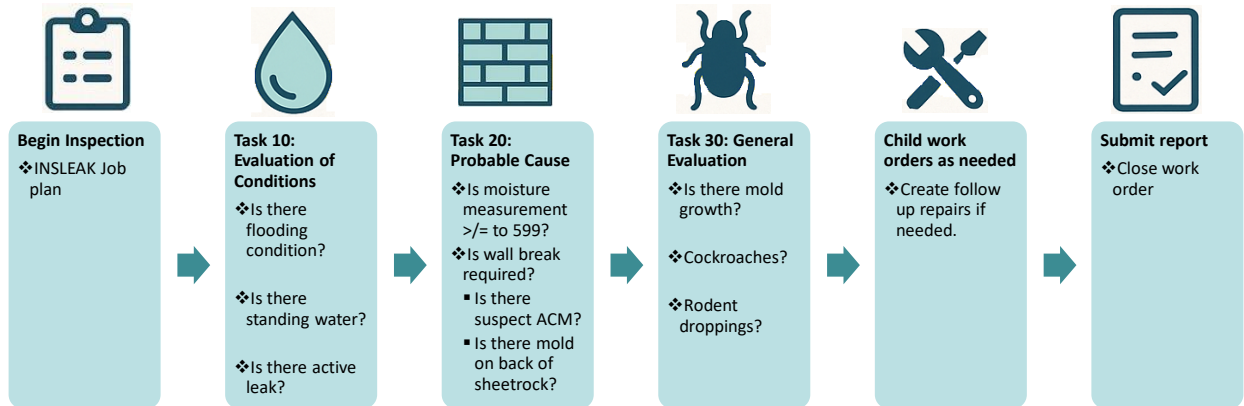 Begin Inspection
❖INSLEAK Job
plan
Task 10:
Evaluation of
Conditions
❖Is there
flooding
condition?
❖Is there
standing water?
❖Is there active
leak?
Task 20:
Probable Cause
❖Is moisture
measurement
>/= to 599?
❖Is wall break
required?
▪ Is there
suspect ACM?
▪ Is there mold
on back of
sheetrock?
Task 30: General
Evaluation
❖Is there mold
growth?
❖Cockroaches?
❖Rodent
droppings?
Child work
orders as needed
❖Create follow
up repairs if
needed.
Submit report
❖Close work
order